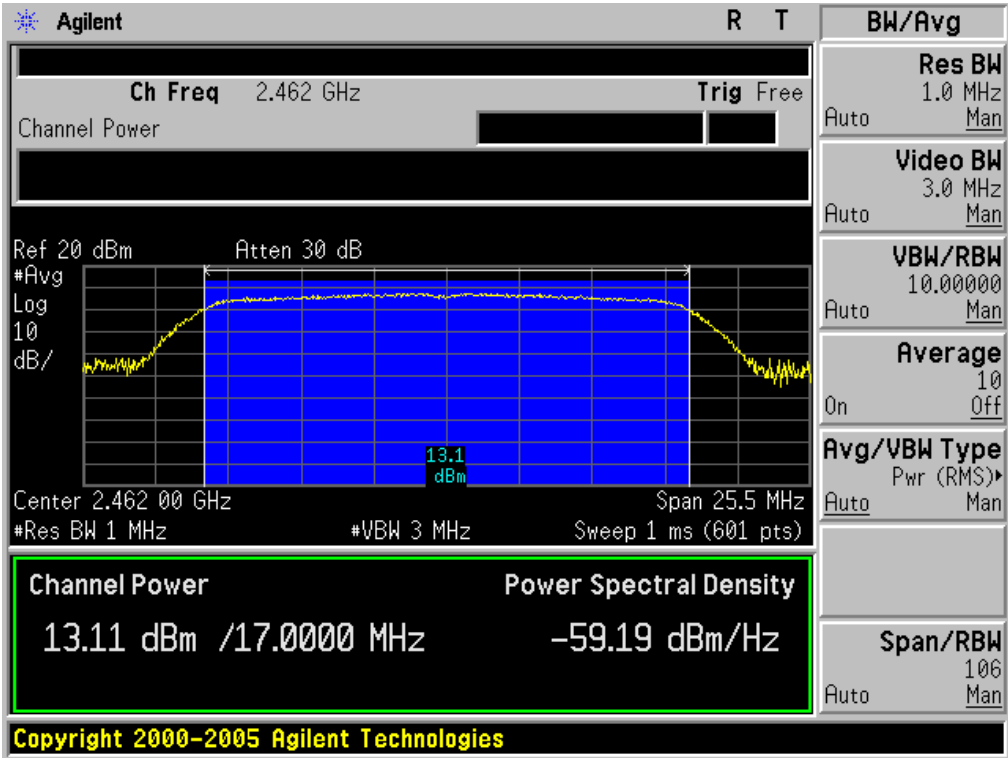 Agilent R T
Ch Freq 2.462 GHz Trig Free
Channel Power
Ref 20 dBm Atten 30 dB
#Avg
Log
10
dB/
13.1
dBm
Center 2.462 00 GHz Span 25.5 MHz
#Res BW 1 MHz #VBW 3 MHz Sweep 1 ms (601 pts)
Channel Power Power Spectral Density
13.11 dBm /17.0000 MHz -59.19 dBm/Hz
Copyright 2000-2005 Agilent Technologies
BW/Avg
Res BW
1.0 MHz
Auto Man
Video BW
3.0 MHz
Auto Man
VBW/RBW
10.00000
Auto Man
Average
10
On Off
Avg/VBW Type
Pwr (RMS)▸
Auto Man
Span/RBW
106
Auto Man